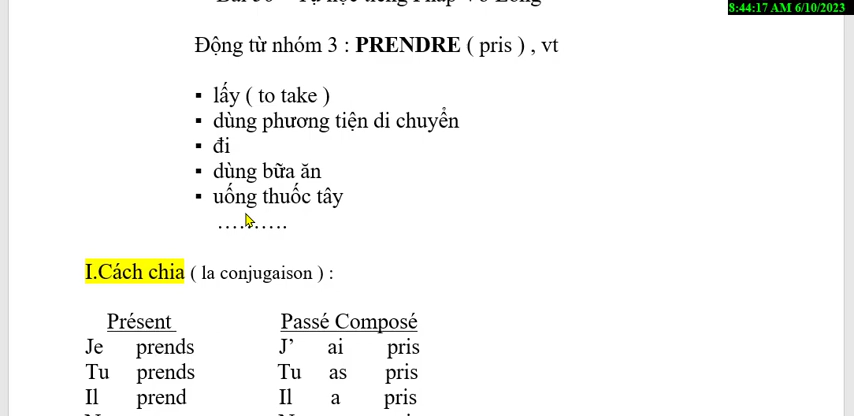 8:44:17 AM 6/10/2023
Động từ nhóm 3 : PRENDRE ( pris ) , vt
▪ lấy ( to take )
▪ dùng phương tiện di chuyển
▪ đi
▪ dùng bữa ăn
▪ uống thuốc tây
……….
I.Cách chia ( la conjugaison ) :
Présent Passé Composé
Je prends J’ ai pris
Tu prends Tu as pris
Il prend Il a pris